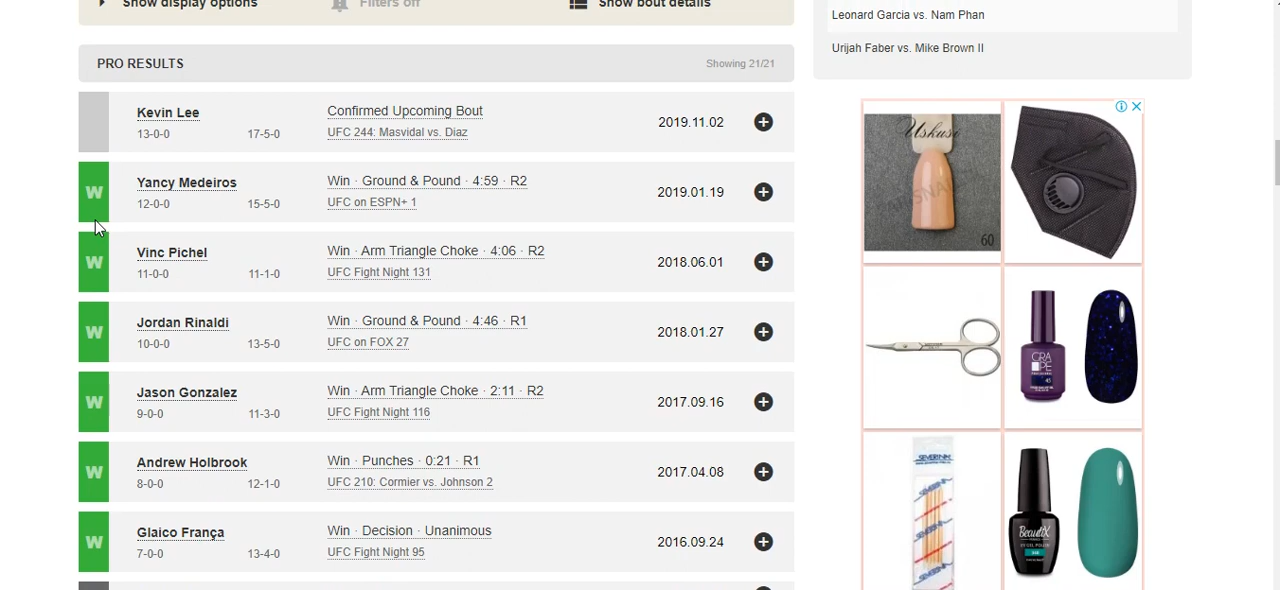 Show display options
Filters off
Show bout details
PRO RESULTS
Showing 21/21
Kevin Lee
13-0-0
17-5-0
Confirmed Upcoming Bout
UFC 244: Masvidal vs. Diaz
2019.11.02
W
Yancy Medeiros
12-0-0
15-5-0
Win · Ground & Pound · 4:59 · R2
UFC on ESPN+ 1
2019.01.19
W
Vinc Pichel
11-0-0
11-1-0
Win · Arm Triangle Choke · 4:06 · R2
UFC Fight Night 131
2018.06.01
W
Jordan Rinaldi
10-0-0
13-5-0
Win · Ground & Pound · 4:46 · R1
UFC on FOX 27
2018.01.27
W
Jason Gonzalez
9-0-0
11-3-0
Win · Arm Triangle Choke · 2:11 · R2
UFC Fight Night 116
2017.09.16
W
Andrew Holbrook
8-0-0
12-1-0
Win · Punches · 0:21 · R1
UFC 210: Cormier vs. Johnson 2
2017.04.08
W
Glaico França
7-0-0
13-4-0
Win · Decision · Unanimous
UFC Fight Night 95
2016.09.24
Leonard Garcia vs. Nam Phan
Urijah Faber vs. Mike Brown II
Uskusi
60
GRA
PE
SEVERINA
Beautix